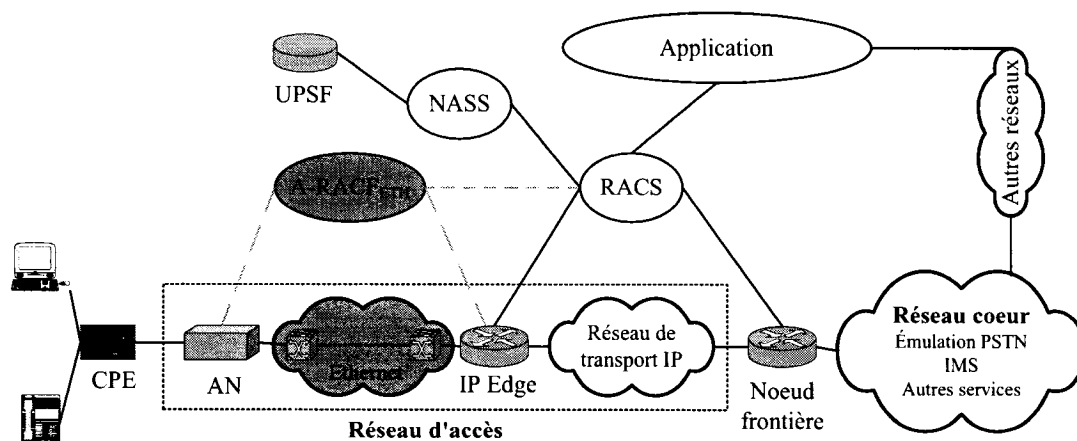 Application
UPSF
NASS
Autres réseaux
A-RACF
RACS
Réseau coeur
Émulation PSTN
IMS
Autres services
Réseau de
transport IP
Ethernet
CPE
AN
IP Edge
Noeud
frontière
Réseau d'accès